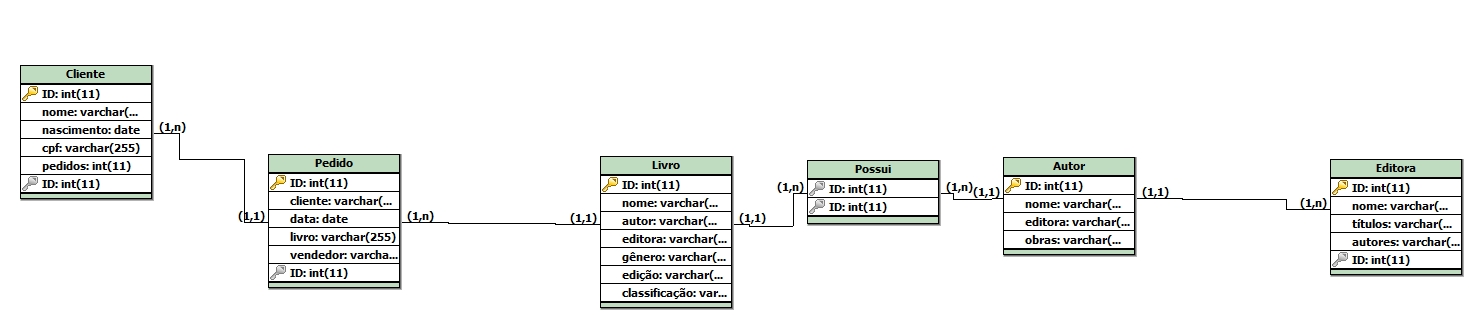 Cliente
ID: int(11)
nome: varchar(...
nascimento: date
cpf: varchar(255)
pedidos: int(11)
ID: int(11)
(1,n)
(1,1)
Pedido
ID: int(11)
cliente: varchar(...
data: date
livro: varchar(255)
vendedor: varcha...
ID: int(11)
(1,n)
(1,1)
Livro
ID: int(11)
nome: varchar(...
autor: varchar(...
editora: varchar(...
gênero: varchar(...
edição: varchar(...
classificação: var...
(1,1)
(1,n)
Possui
ID: int(11)
ID: int(11)
(1,n)
(1,1)
Autor
ID: int(11)
nome: varchar(...
editora: varchar(...
obras: varchar(...
(1,1)
(1,n)
Editora
ID: int(11)
nome: varchar(...
títulos: varchar(...
autores: varchar(...
ID: int(11)